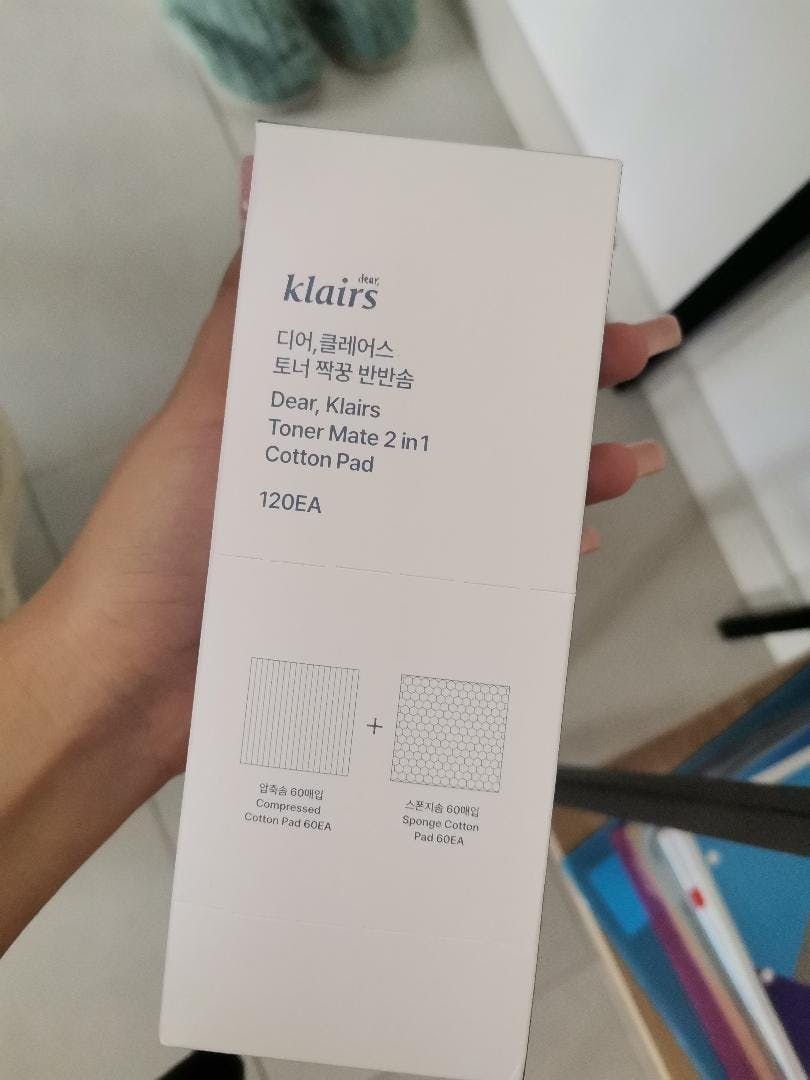 dear,
klairs
디어,클레어스
토너 짝꿍 반반솜
Dear, Klairs
Toner Mate 2 in 1
Cotton Pad
120EA
+
압축솜 60매입
Compressed
Cotton Pad 60EA
스폰지솜 60매입
Sponge Cotton
Pad 60EA